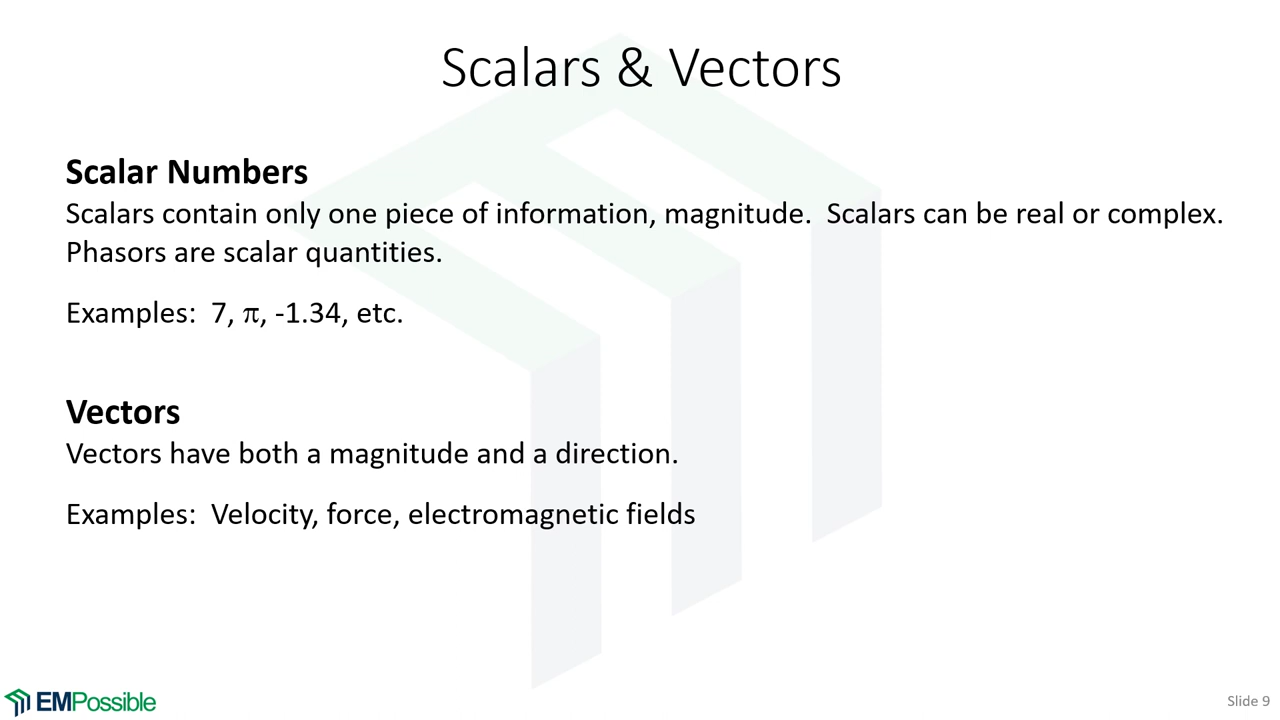 Scalars & Vectors
Scalar Numbers
Scalars contain only one piece of information, magnitude.  Scalars can be real or complex.
Phasors are scalar quantities.
Examples:  7, π, -1.34, etc.
Vectors
Vectors have both a magnitude and a direction.
Examples:  Velocity, force, electromagnetic fields
EMPossible
Slide 9